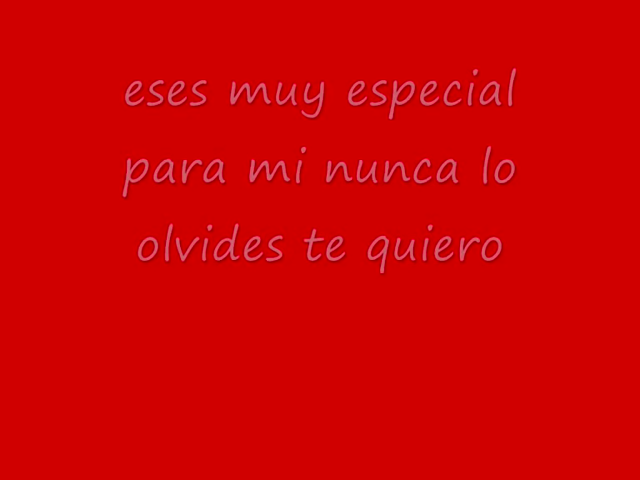 eses muy especial
para mi nunca lo
olvides te quiero